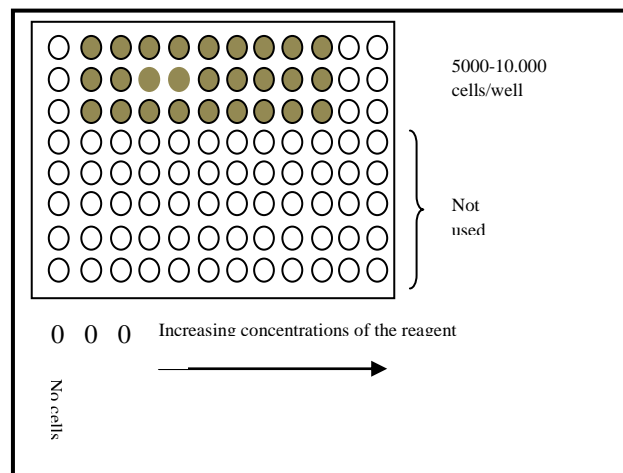 5000-10.000
cells/well
Not
used
0 0 0 Increasing concentrations of the reagent
No cells